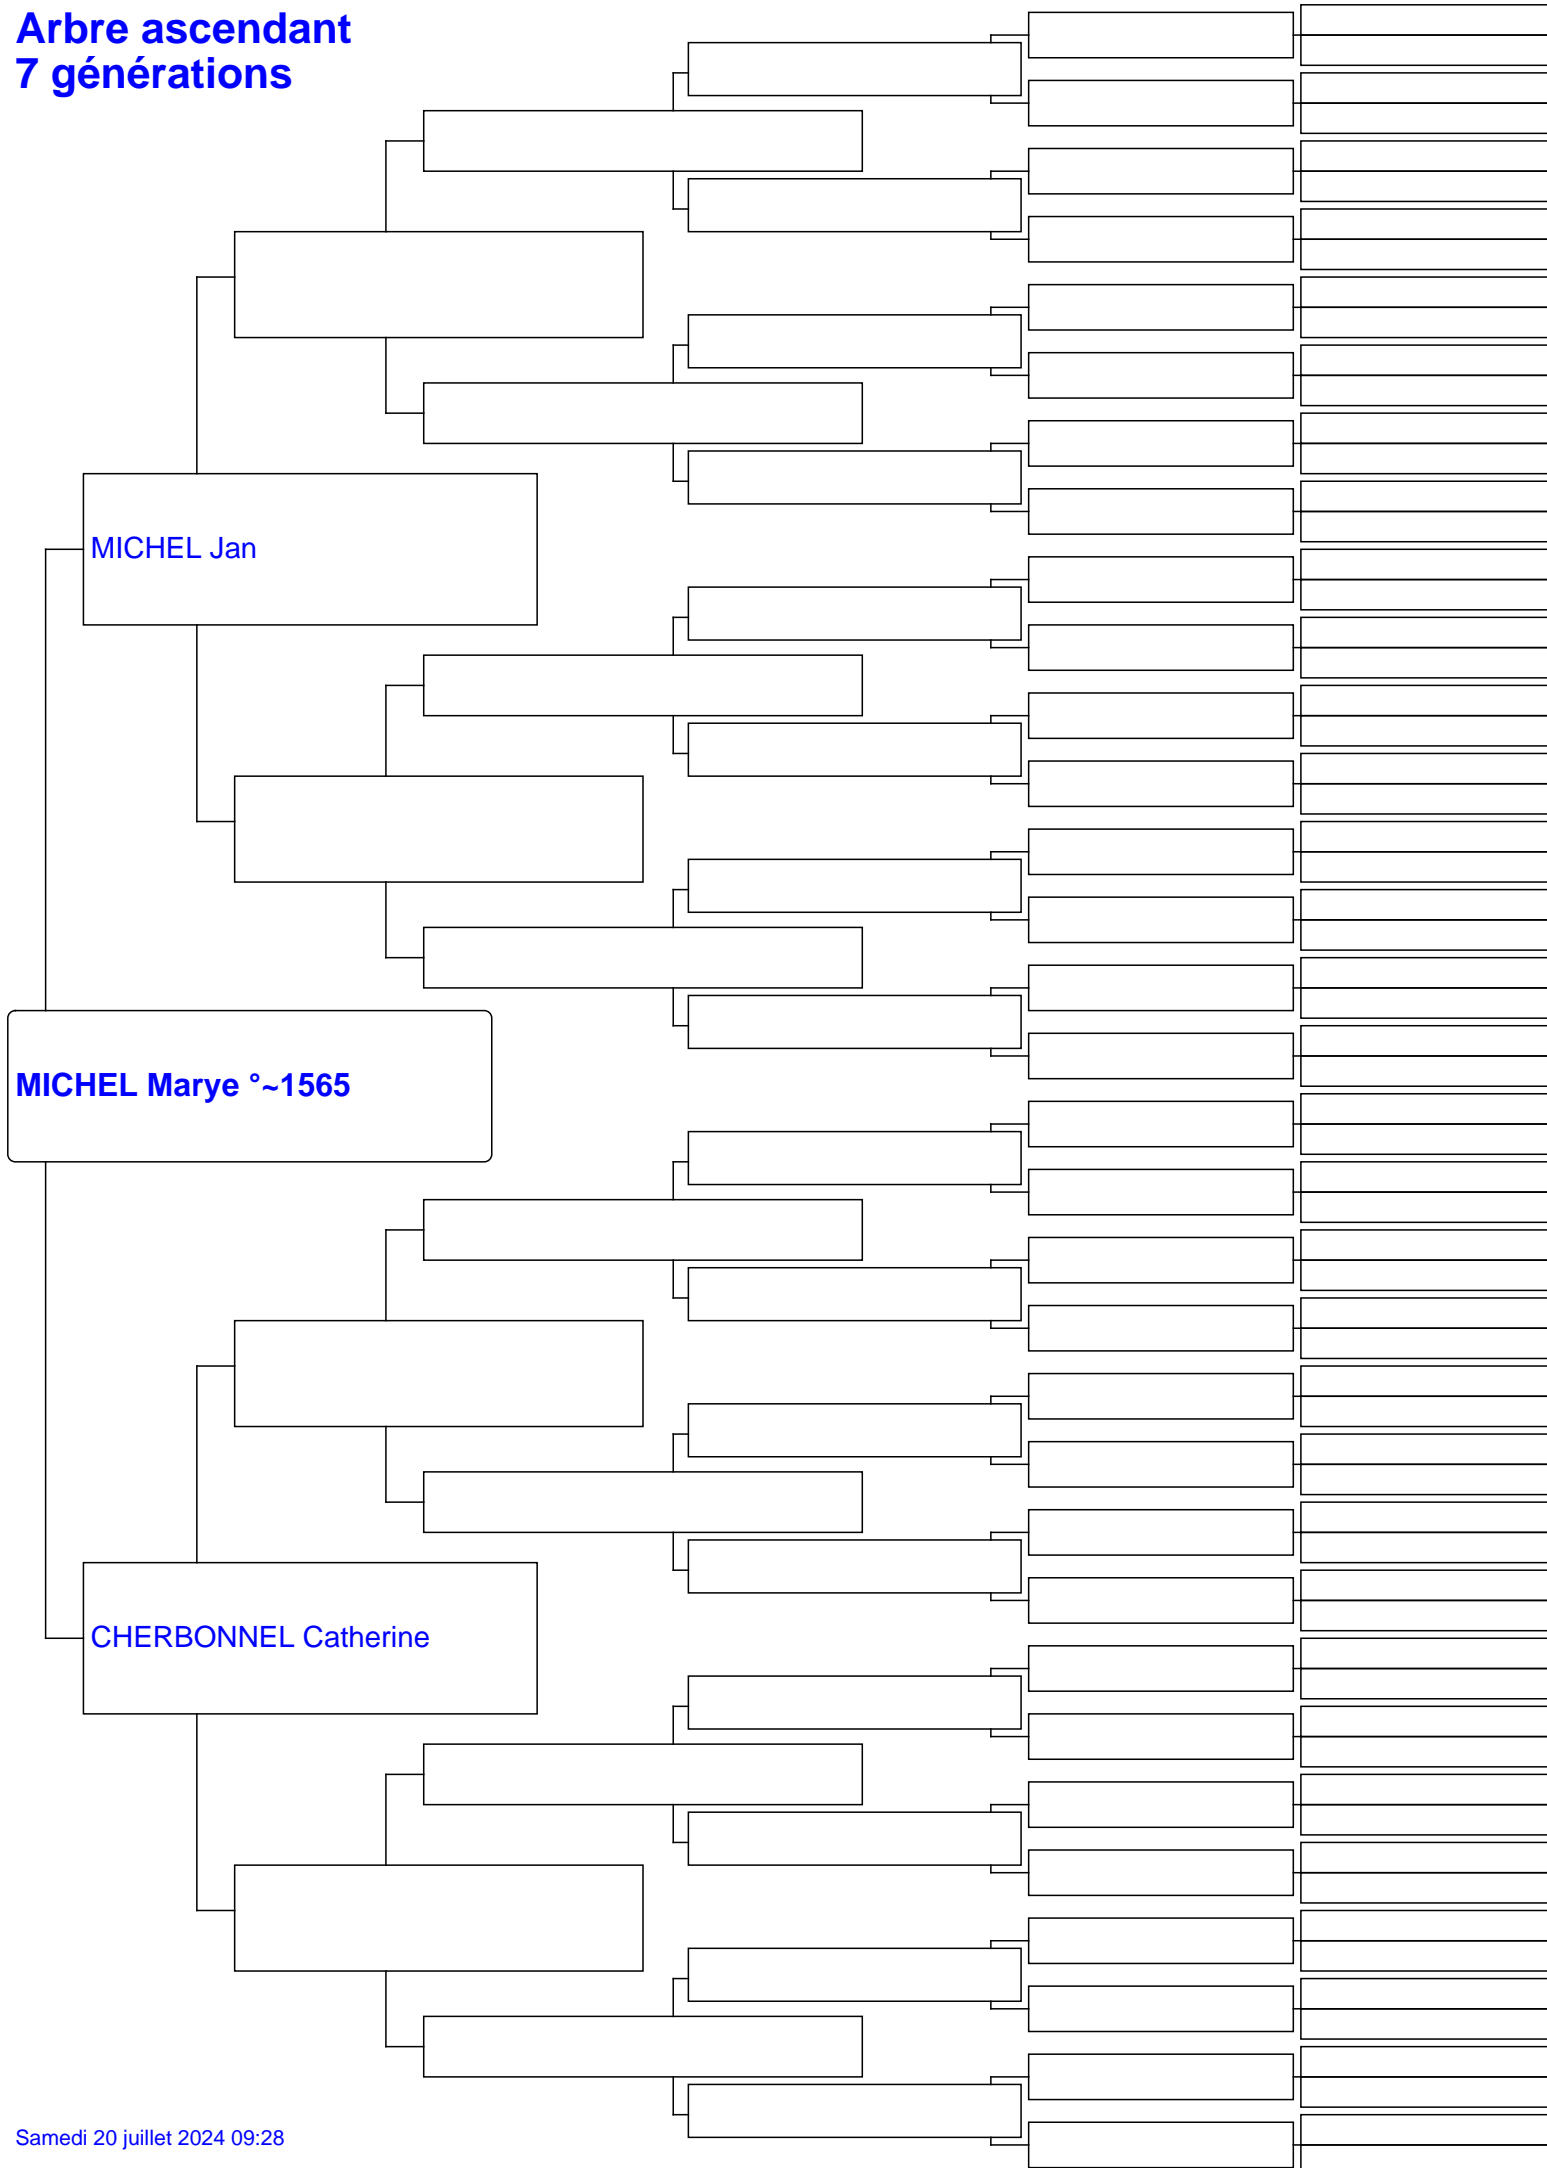 Arbre ascendant
7 générations
MICHEL Jan
MICHEL Marye °~1565
CHERBONNEL Catherine
Samedi 20 juillet 2024 09:28